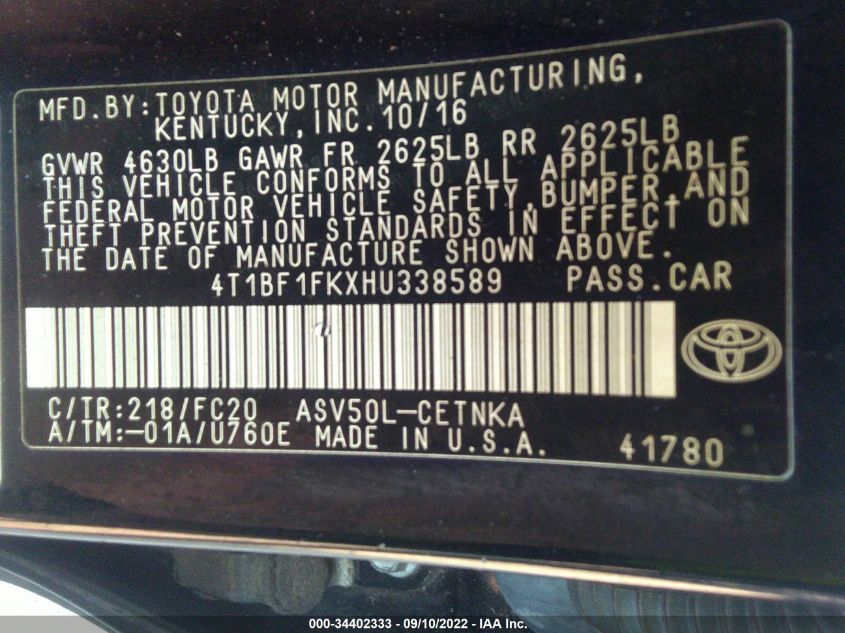 MFD.BY:TOYOTA MOTOR MANUFACTURING,
KENTUCKY,INC.10/16
GVWR 4630LB GAWR FR 2625LB RR 2625LB
THIS VEHICLE CONFORMS TO ALL APPLICABLE
FEDERAL MOTOR VEHICLE SAFETY,BUMPER,AND
THEFT PREVENTION STANDARDS IN EFFECT ON
THE DATE OF MANUFACTURE SHOWN ABOVE.
4T1BF1FKXHU338589 PASS.CAR
C/TR:218/FC20 ASV50L-CETNKA
A/TM:-01A/U760E MADE IN U.S.A. 41780
000-34402333 - 09/10/2022 - IAA Inc.